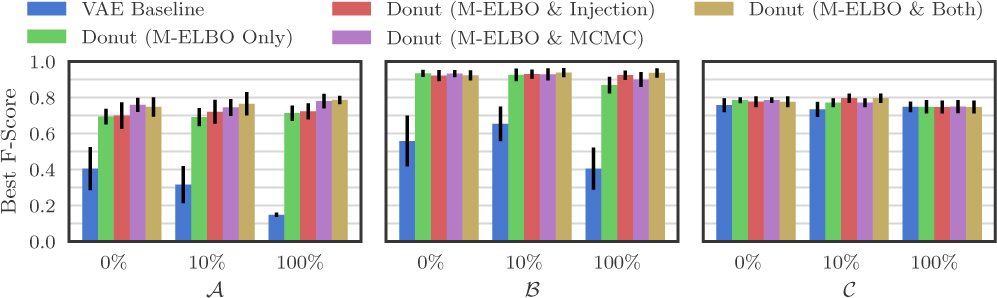 VAE Baseline Donut (M-ELBO & Injection) Donut (M-ELBO & Both)
Donut (M-ELBO Only) Donut (M-ELBO & MCMC)
Best F-Score
1.0
0.8
0.6
0.4
0.2
0.0
0% 10% 100% 0% 10% 100% 0% 10% 100%
𝒜 ℬ 𝒞